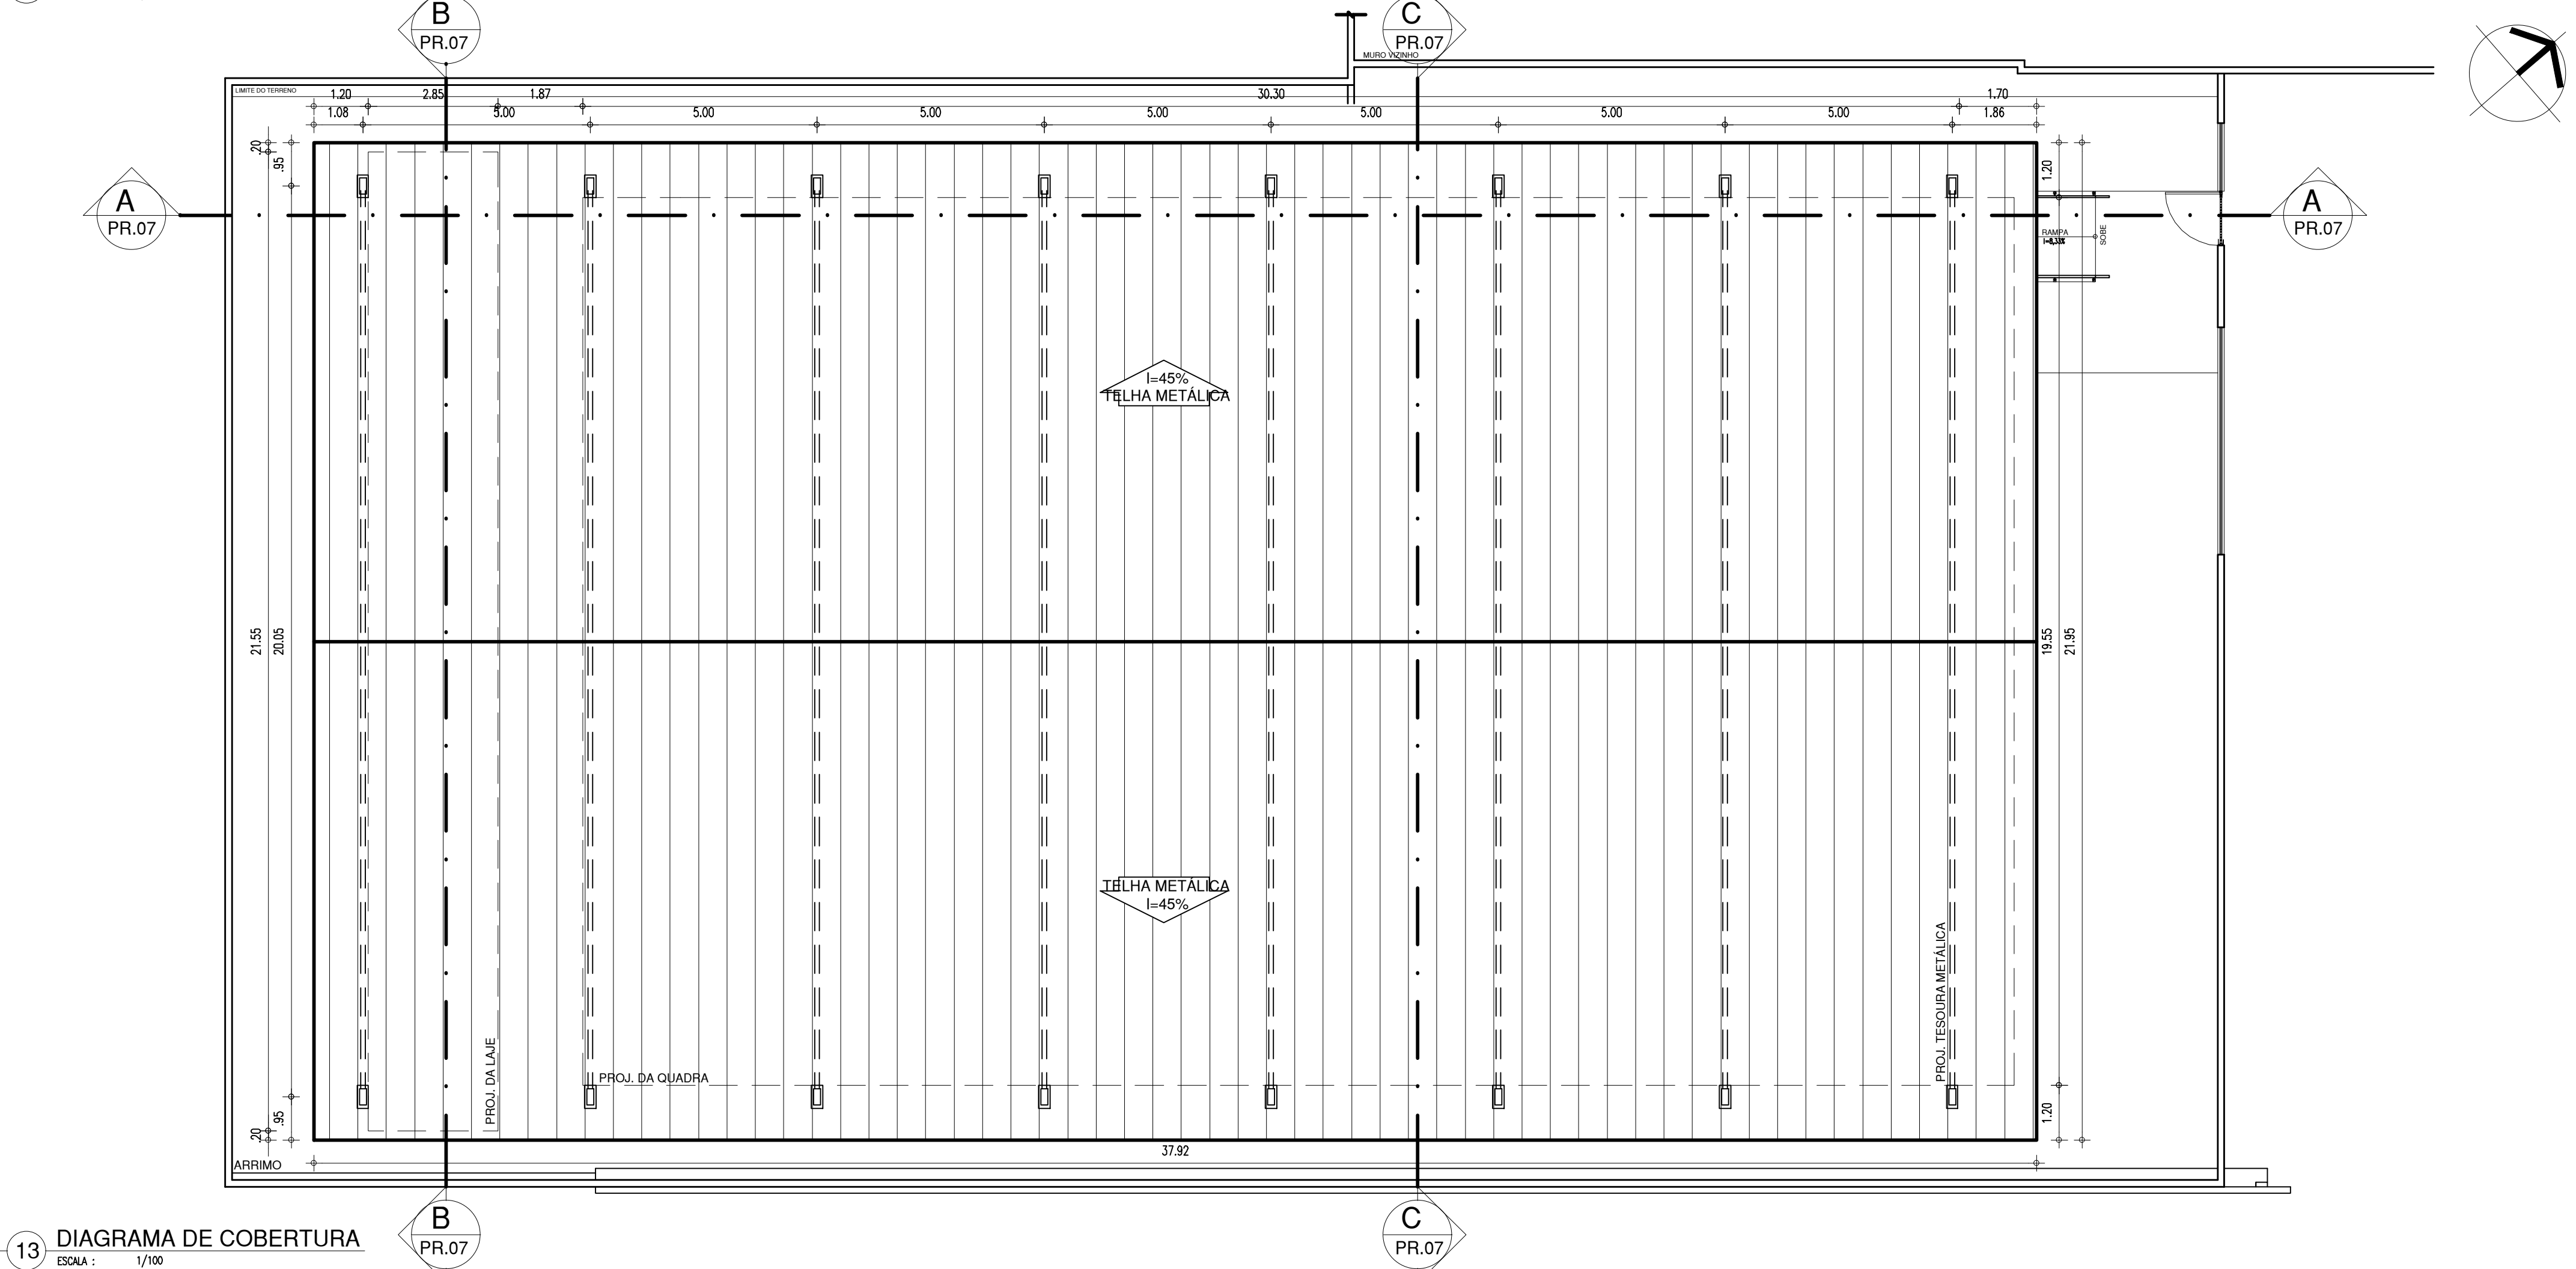 B
PR.07
C
PR.07
MURO VIZINHO
LIMITE DO TERRENO
1.20
2.85
1.87
30.30
1.70
1.08
5.00
5.00
5.00
5.00
5.00
5.00
5.00
1.86
.20
.95
1.20
A
PR.07
A
PR.07
RAMPA
I=8,33%
SOBE
I=45%
TELHA METÁLICA
21.55
20.05
19.55
21.95
TELHA METÁLICA
I=45%
PROJ. TESOURA METÁLICA
PROJ. DA LAJE
PROJ. DA QUADRA
.95
.20
1.20
37.92
ARRIMO
B
PR.07
C
PR.07
13
DIAGRAMA DE COBERTURA
ESCALA : 1/100